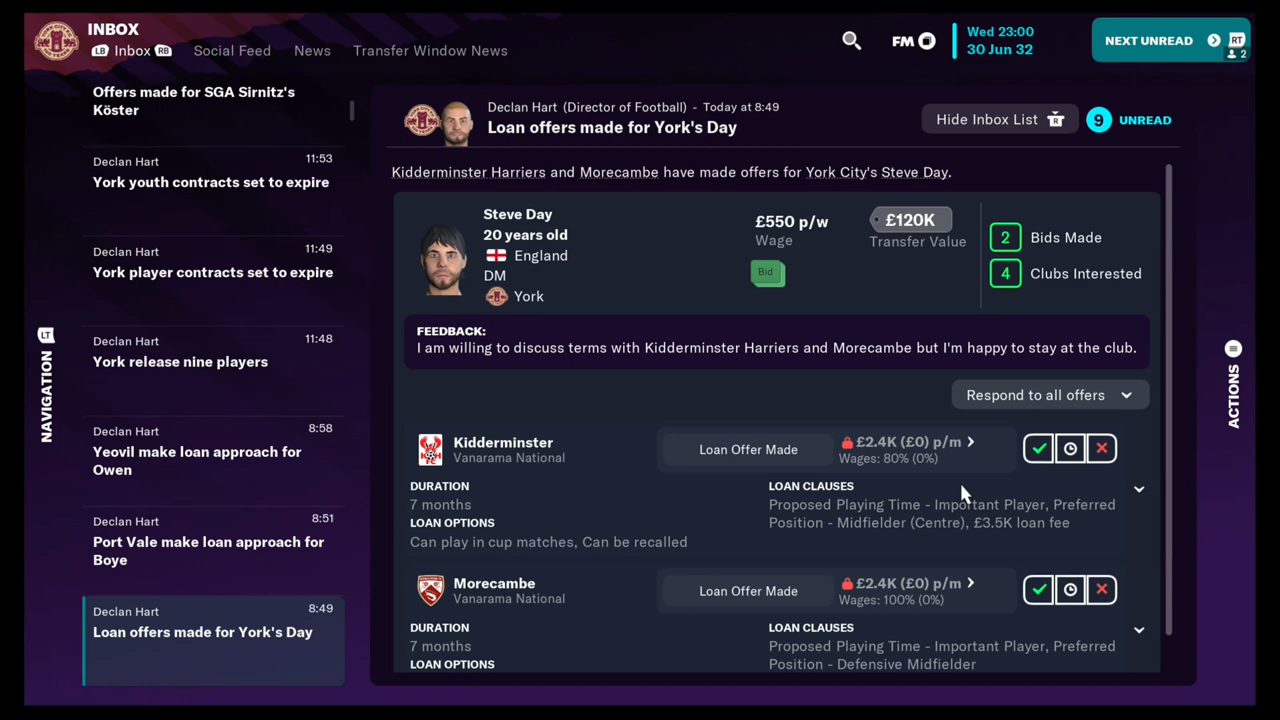 INBOX
LB Inbox RB Social Feed News Transfer Window News
FM
Wed 23:00
30 Jun 32
NEXT UNREAD RT
2
Offers made for SGA Sirnitz's
Köster
Declan Hart 11:53
York youth contracts set to expire
Declan Hart 11:49
York player contracts set to expire
Declan Hart 11:48
York release nine players
Declan Hart 8:58
Yeovil make loan approach for
Owen
Declan Hart 8:51
Port Vale make loan approach for
Boye
Declan Hart 8:49
Loan offers made for York's Day
LT
NAVIGATION
Declan Hart (Director of Football) - Today at 8:49
Loan offers made for York's Day
Hide Inbox List R
9 UNREAD
Kidderminster Harriers and Morecambe have made offers for York City's Steve Day.
Steve Day
20 years old
England
DM
York
£550 p/w
Wage
Bid
£120K
Transfer Value
2 Bids Made
4 Clubs Interested
FEEDBACK:
I am willing to discuss terms with Kidderminster Harriers and Morecambe but I'm happy to stay at the club.
Respond to all offers
Kidderminster
Vanarama National
Loan Offer Made
£2.4K (£0) p/m
Wages: 80% (0%)
DURATION
7 months
LOAN OPTIONS
Can play in cup matches, Can be recalled
LOAN CLAUSES
Proposed Playing Time - Important Player, Preferred
Position - Midfielder (Centre), £3.5K loan fee
Morecambe
Vanarama National
Loan Offer Made
£2.4K (£0) p/m
Wages: 100% (0%)
DURATION
7 months
LOAN OPTIONS
LOAN CLAUSES
Proposed Playing Time - Important Player, Preferred
Position - Defensive Midfielder
ACTIONS